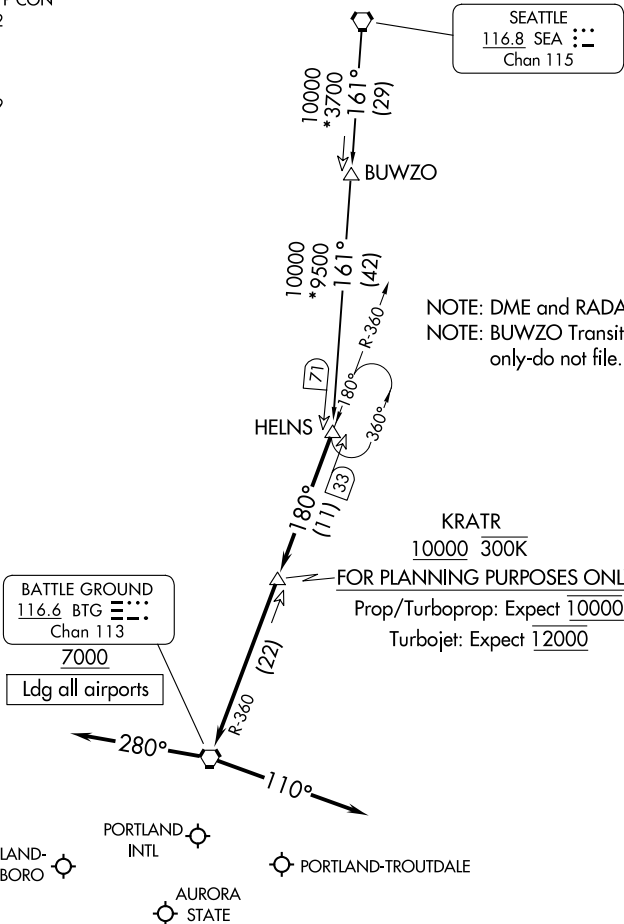 SEATTLE
116.8 SEA
Chan 115
10000
*3700
161°
(29)
BUWZO
10000
*9500
161°
(42)
NOTE: DME and RADA
NOTE: BUWZO Transit
only-do not file.
R-360
71
180°
360°
HELNS
33
180°
(11)
KRATR
10000 300K
FOR PLANNING PURPOSES ONL
Prop/Turboprop: Expect 10000
Turbojet: Expect 12000
BATTLE GROUND
116.6 BTG
Chan 113
7000
Ldg all airports
(22)
R-360
280°
110°
PORTLAND
INTL
LAND-
BORO
PORTLAND-TROUTDALE
AURORA
STATE